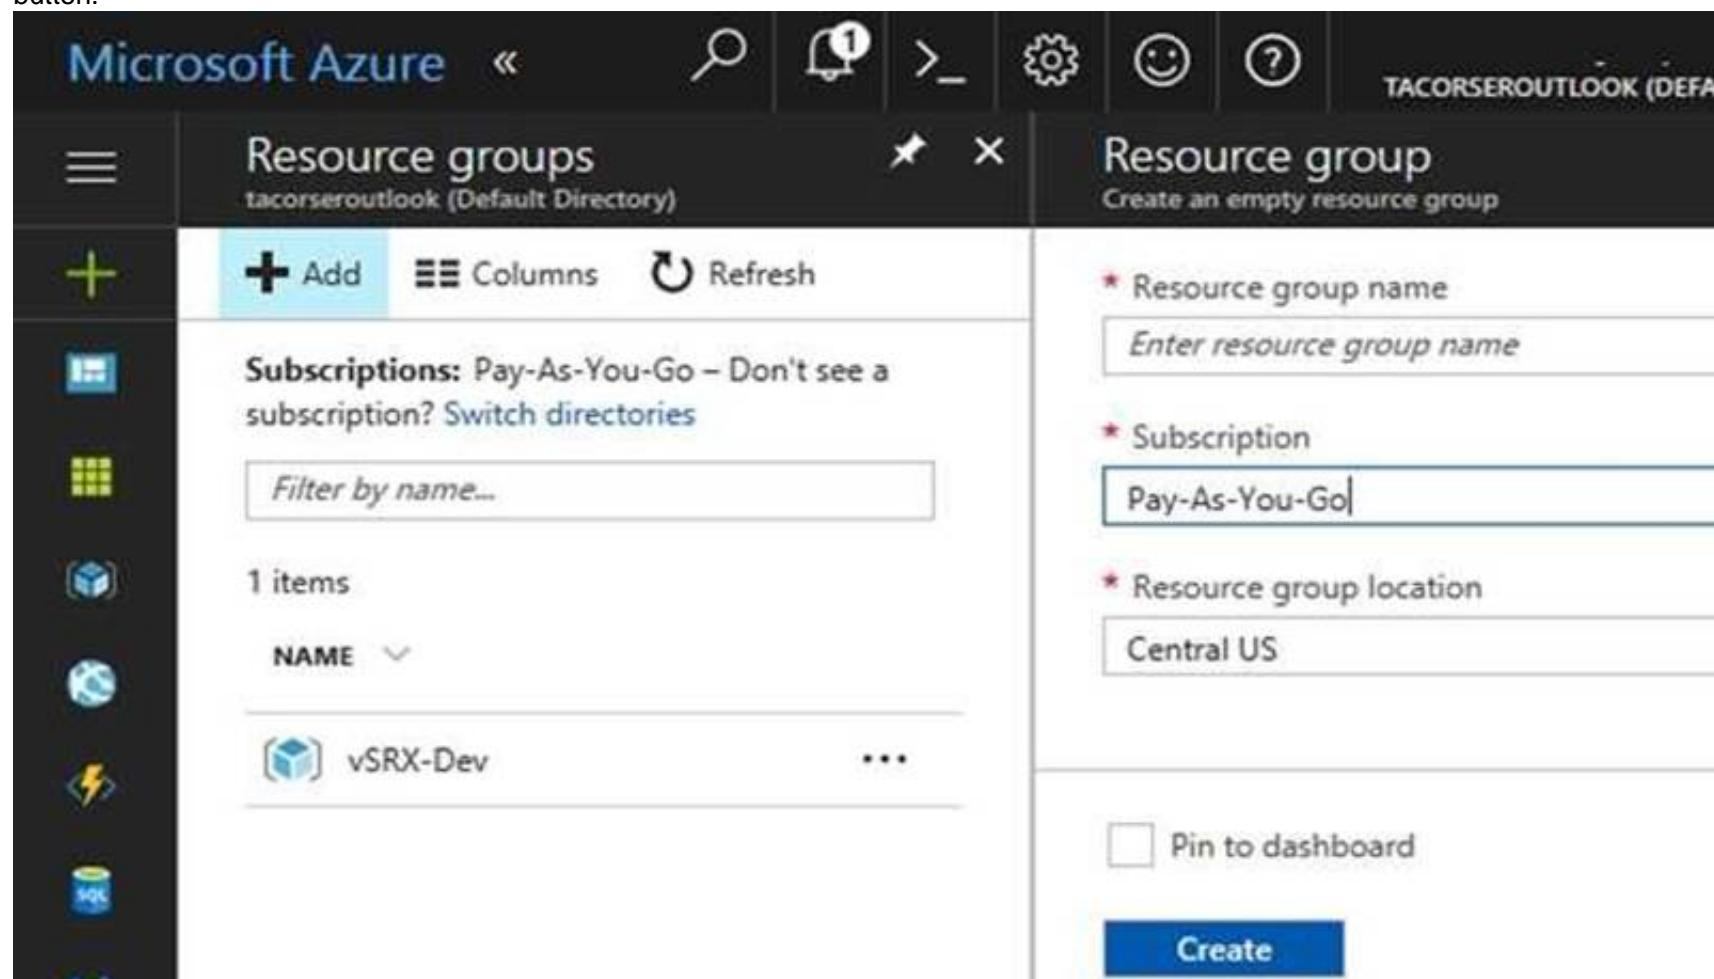 button.
Microsoft Azure «
1
>_
?
TACORSEROUTLOOK (DEFA
Resource groups
tacorseroutlook (Default Directory)
Resource group
Create an empty resource group
Add
Columns
Refresh
Subscriptions: Pay-As-You-Go – Don't see a
subscription? Switch directories
Filter by name...
1 items
NAME
vSRX-Dev
...
* Resource group name
Enter resource group name
* Subscription
Pay-As-You-Go
* Resource group location
Central US
Pin to dashboard
Create
SQL